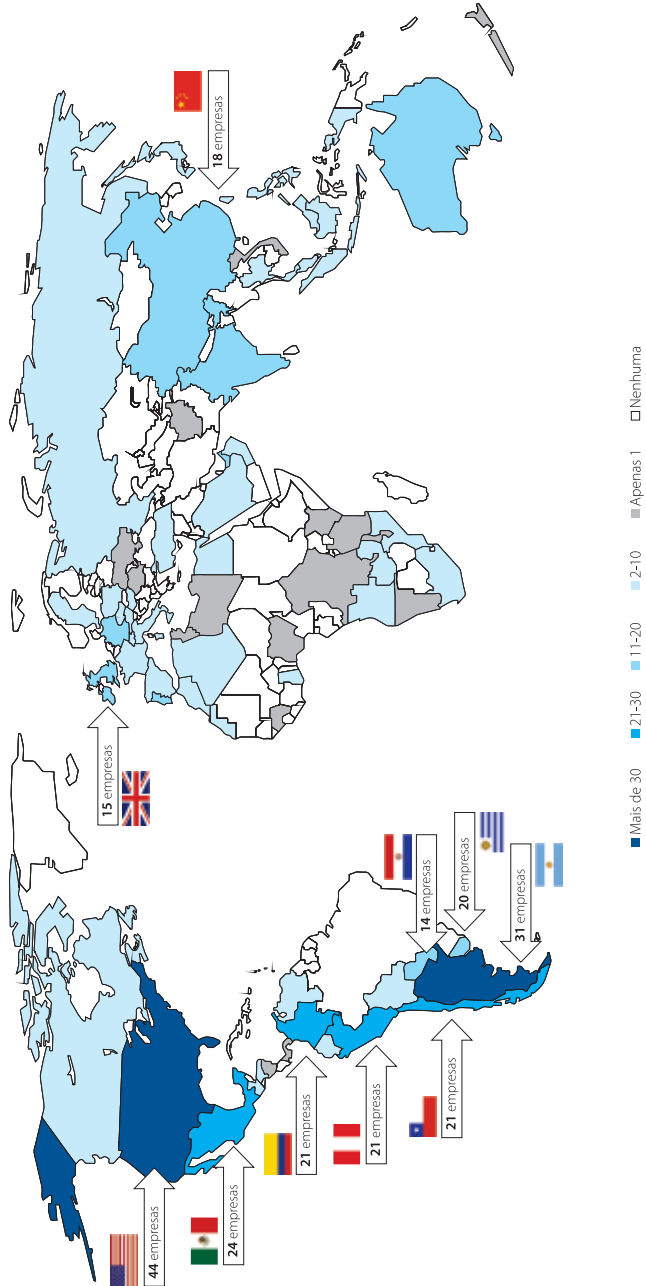 18 empresas
15 empresas
44 empresas
24 empresas
21 empresas
21 empresas
21 empresas
14 empresas
20 empresas
31 empresas
Mais de 30
21-30
11-20
2-10
Apenas 1
Nenhuma